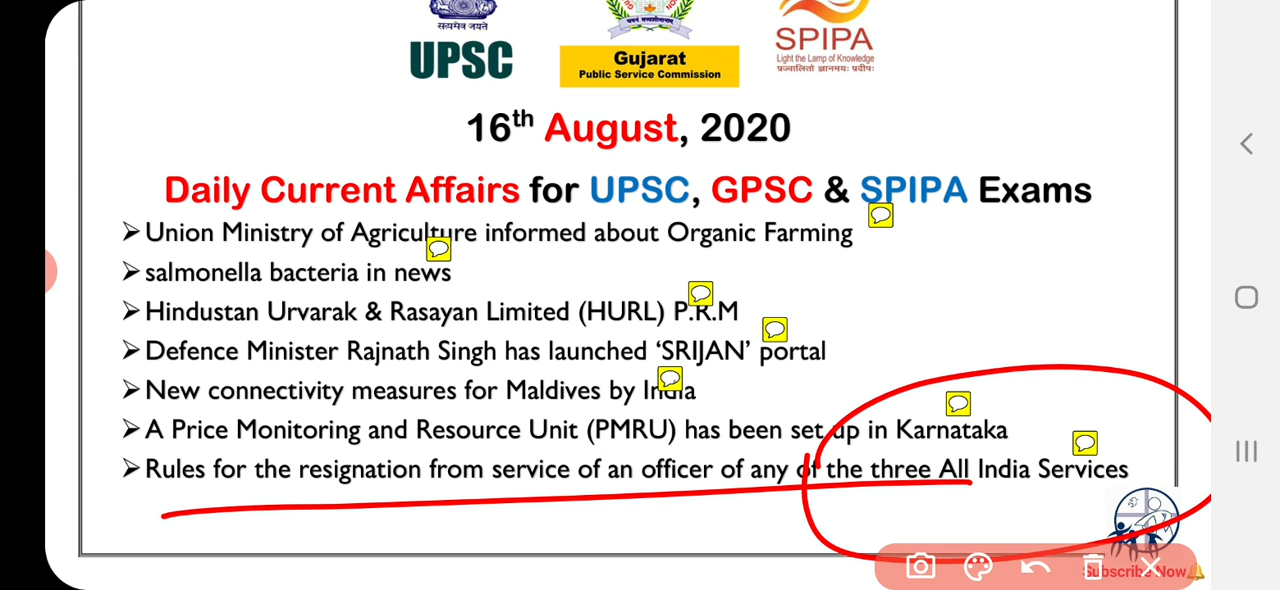 सत्यमेव जयते
UPSC
Gujarat
Public Service Commission
SPIPA
Light the Lamp of Knowledge
प्रज्वालितो ज्ञानमयः प्रदीपः
16th August, 2020
Daily Current Affairs for UPSC, GPSC & SPIPA Exams
➢ Union Ministry of Agriculture informed about Organic Farming
➢ salmonella bacteria in news
➢ Hindustan Urvarak & Rasayan Limited (HURL) P.R.M
➢ Defence Minister Rajnath Singh has launched ‘SRIJAN’ portal
➢ New connectivity measures for Maldives by India
➢ A Price Monitoring and Resource Unit (PMRU) has been set up in Karnataka
➢ Rules for the resignation from service of an officer of any of the three All India Services
Subscribe Now